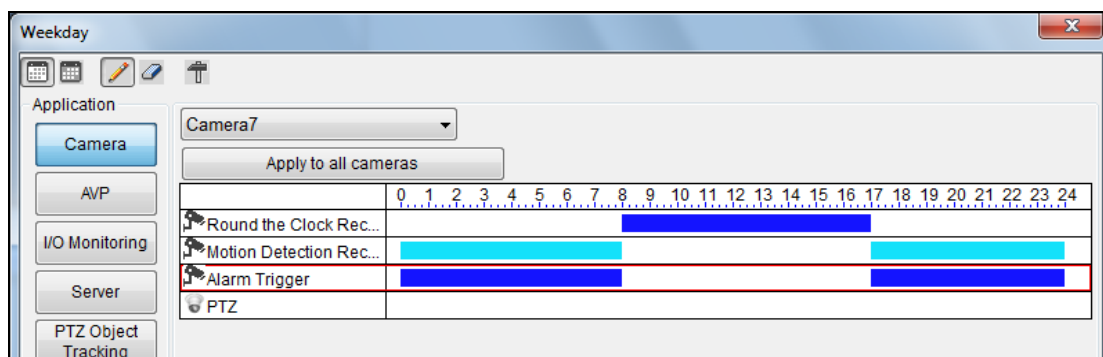 Weekday
Application
Camera
AVP
I/O Monitoring
Server
PTZ Object
Tracking
Camera7
Apply to all cameras
0 1 2 3 4 5 6 7 8 9 10 11 12 13 14 15 16 17 18 19 20 21 22 23 24
Round the Clock Rec...
Motion Detection Rec...
Alarm Trigger
PTZ